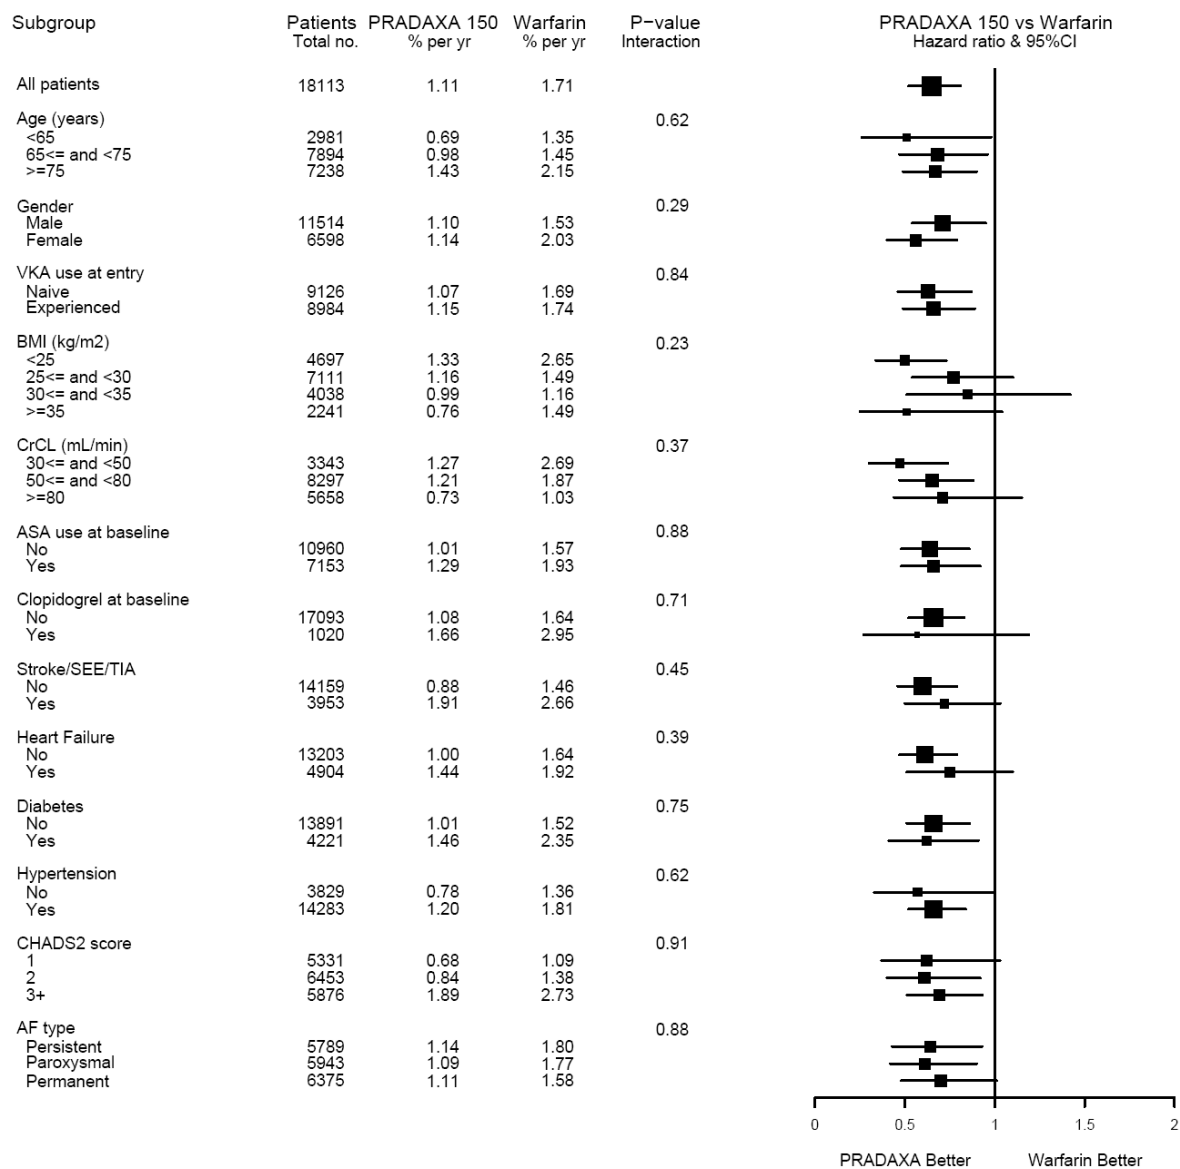 Subgroup Patients PRADAXA 150 Warfarin P−value PRADAXA 150 vs Warfarin
Total no. % per yr % per yr Interaction Hazard ratio & 95%CI
All patients 18113 1.11 1.71
Age (years) 0.62
<65 2981 0.69 1.35
65<= and <75 7894 0.98 1.45
>=75 7238 1.43 2.15
Gender 0.29
Male 11514 1.10 1.53
Female 6598 1.14 2.03
VKA use at entry 0.84
Naive 9126 1.07 1.69
Experienced 8984 1.15 1.74
BMI (kg/m2) 0.23
<25 4697 1.33 2.65
25<= and <30 7111 1.16 1.49
30<= and <35 4038 0.99 1.16
>=35 2241 0.76 1.49
CrCL (mL/min) 0.37
30<= and <50 3343 1.27 2.69
50<= and <80 8297 1.21 1.87
>=80 5658 0.73 1.03
ASA use at baseline 0.88
No 10960 1.01 1.57
Yes 7153 1.29 1.93
Clopidogrel at baseline 0.71
No 17093 1.08 1.64
Yes 1020 1.66 2.95
Stroke/SEE/TIA 0.45
No 14159 0.88 1.46
Yes 3953 1.91 2.66
Heart Failure 0.39
No 13203 1.00 1.64
Yes 4904 1.44 1.92
Diabetes 0.75
No 13891 1.01 1.52
Yes 4221 1.46 2.35
Hypertension 0.62
No 3829 0.78 1.36
Yes 14283 1.20 1.81
CHADS2 score 0.91
1 5331 0.68 1.09
2 6453 0.84 1.38
3+ 5876 1.89 2.73
AF type 0.88
Persistent 5789 1.14 1.80
Paroxysmal 5943 1.09 1.77
Permanent 6375 1.11 1.58
0 0.5 1 1.5 2
PRADAXA Better Warfarin Better